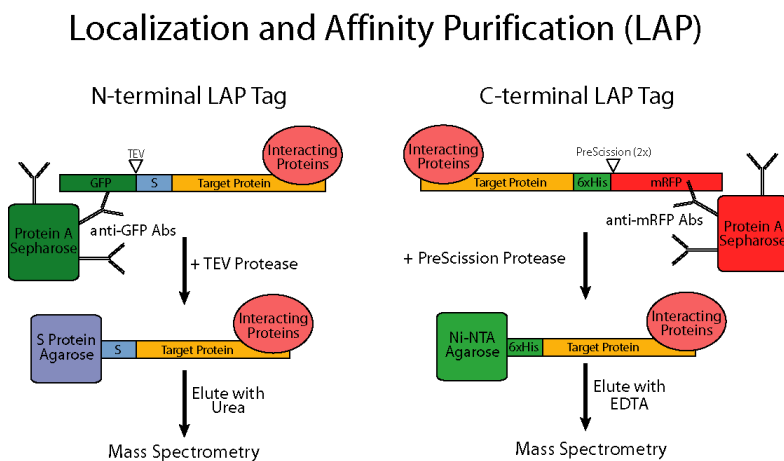 Localization and Affinity Purification (LAP)
N-terminal LAP Tag
C-terminal LAP Tag
TEV
Interacting
Proteins
GFP
S
Target Protein
anti-GFP Abs
Protein A
Sepharose
+ TEV Protease
S Protein
Agarose
S
Target Protein
Interacting
Proteins
Elute with
Urea
Mass Spectrometry
Interacting
Proteins
PreScission (2x)
Target Protein
6xHis
mRFP
anti-mRFP Abs
Protein A
Sepharose
+ PreScission Protease
Ni-NTA
Agarose
6xHis
Target Protein
Interacting
Proteins
Elute with
EDTA
Mass Spectrometry